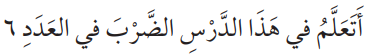 أَتَعَلَّمُ في هَذَا الدَّرْسِ الضَّرْبَ في العَدَدِ ٦